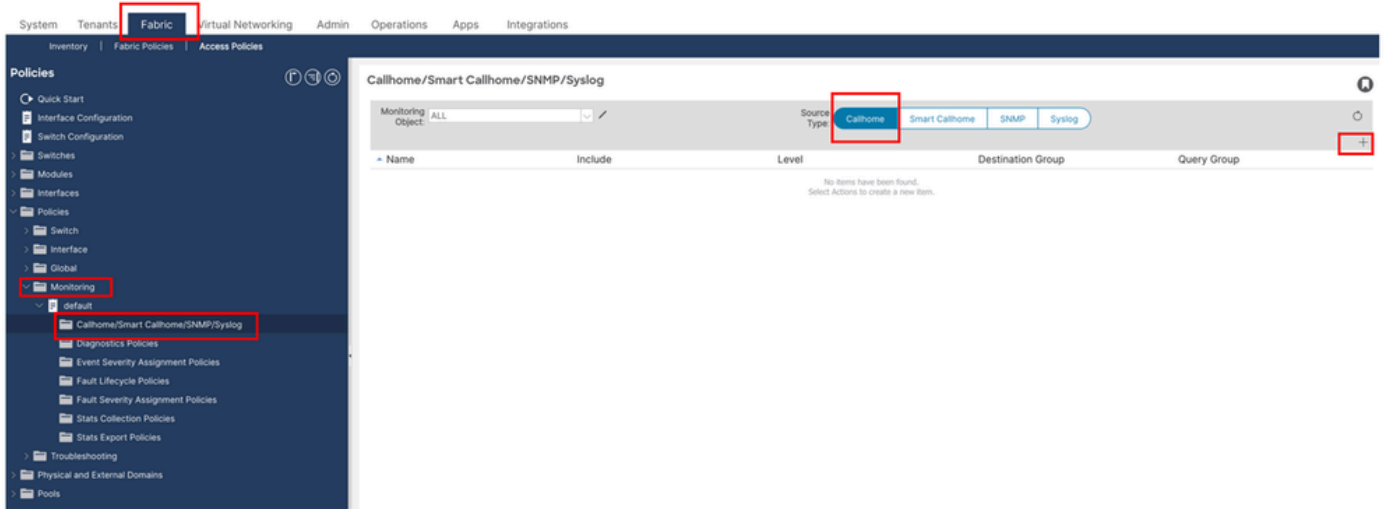 System Tenants Fabric Virtual Networking Admin Operations Apps Integrations
Inventory | Fabric Policies | Access Policies
Policies
Quick Start
Interface Configuration
Switch Configuration
Switches
Modules
Interfaces
Policies
Switch
Interface
Global
Monitoring
default
Callhome/Smart Callhome/SNMP/Syslog
Diagnostics Policies
Event Severity Assignment Policies
Fault Lifecycle Policies
Fault Severity Assignment Policies
Stats Collection Policies
Stats Export Policies
Troubleshooting
Physical and External Domains
Pools
Callhome/Smart Callhome/SNMP/Syslog
Monitoring Object: ALL
Source Type: Callhome Smart Callhome SNMP Syslog
Name Include Level Destination Group Query Group
No items have been found.
Select Actions to create a new item.